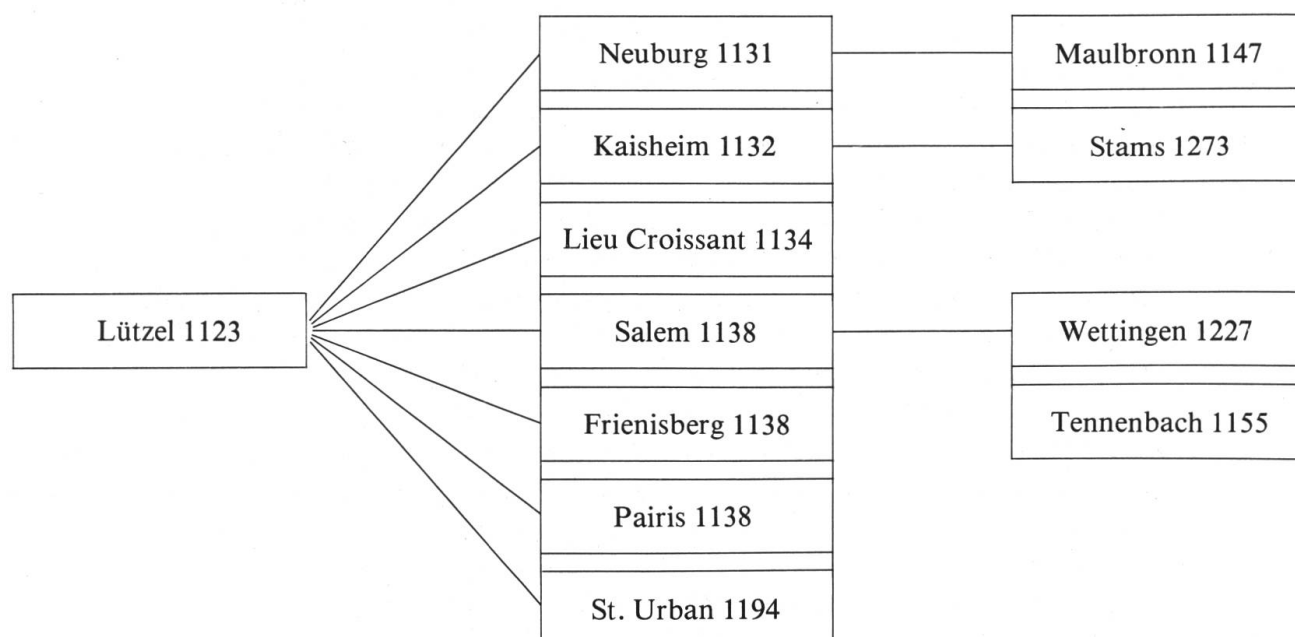 Lützel 1123
Neuburg 1131
Kaisheim 1132
Lieu Croissant 1134
Salem 1138
Frienisberg 1138
Pairis 1138
St. Urban 1194
Maulbronn 1147
Stams 1273
Wettingen 1227
Tennenbach 1155